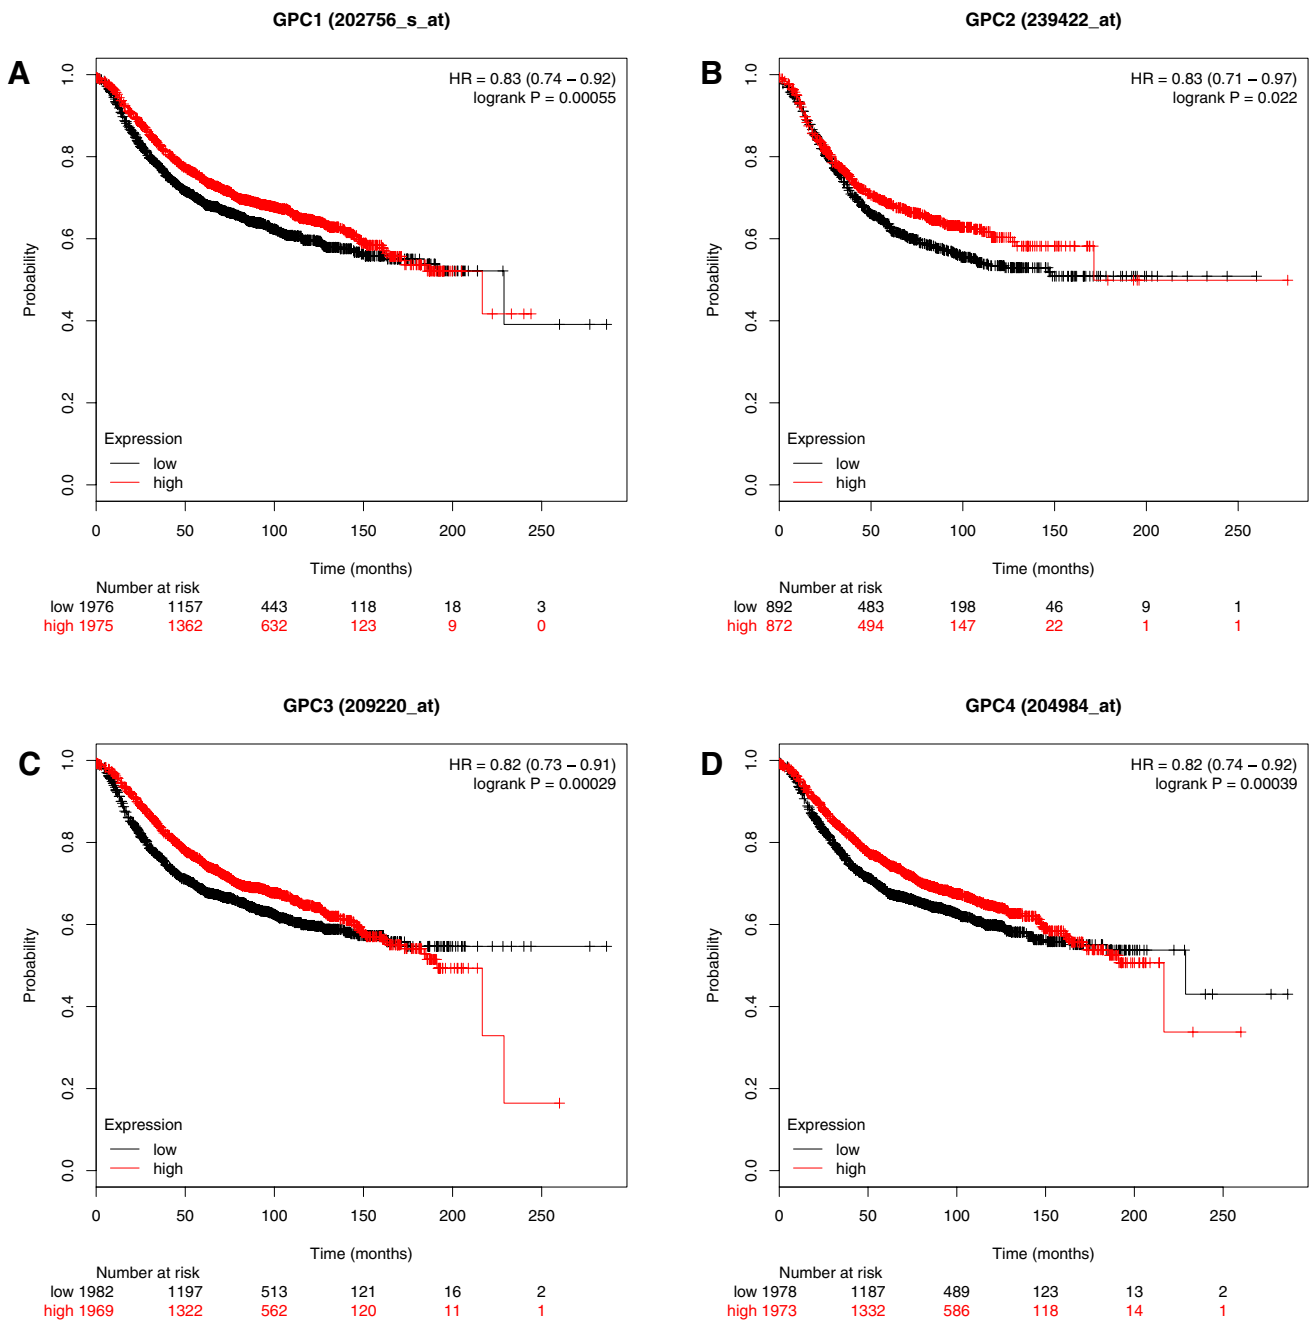 GPC1 (202756_s_at)
A
HR = 0.83 (0.74 − 0.92)
logrank P = 0.00055
Probability
1.0
0.8
0.6
0.4
0.2
0.0
Expression
low
high
0 50 100 150 200 250
Time (months)
Number at risk
low 1976 1157 443 118 18 3
high 1975 1362 632 123 9 0
GPC2 (239422_at)
B
HR = 0.83 (0.71 − 0.97)
logrank P = 0.022
Probability
1.0
0.8
0.6
0.4
0.2
0.0
Expression
low
high
0 50 100 150 200 250
Time (months)
Number at risk
low 892 483 198 46 9 1
high 872 494 147 22 1 1
GPC3 (209220_at)
C
HR = 0.82 (0.73 − 0.91)
logrank P = 0.00029
Probability
1.0
0.8
0.6
0.4
0.2
0.0
Expression
low
high
0 50 100 150 200 250
Time (months)
Number at risk
low 1982 1197 513 121 16 2
high 1969 1322 562 120 11 1
GPC4 (204984_at)
D
HR = 0.82 (0.74 − 0.92)
logrank P = 0.00039
Probability
1.0
0.8
0.6
0.4
0.2
0.0
Expression
low
high
0 50 100 150 200 250
Time (months)
Number at risk
low 1978 1187 489 123 13 2
high 1973 1332 586 118 14 1